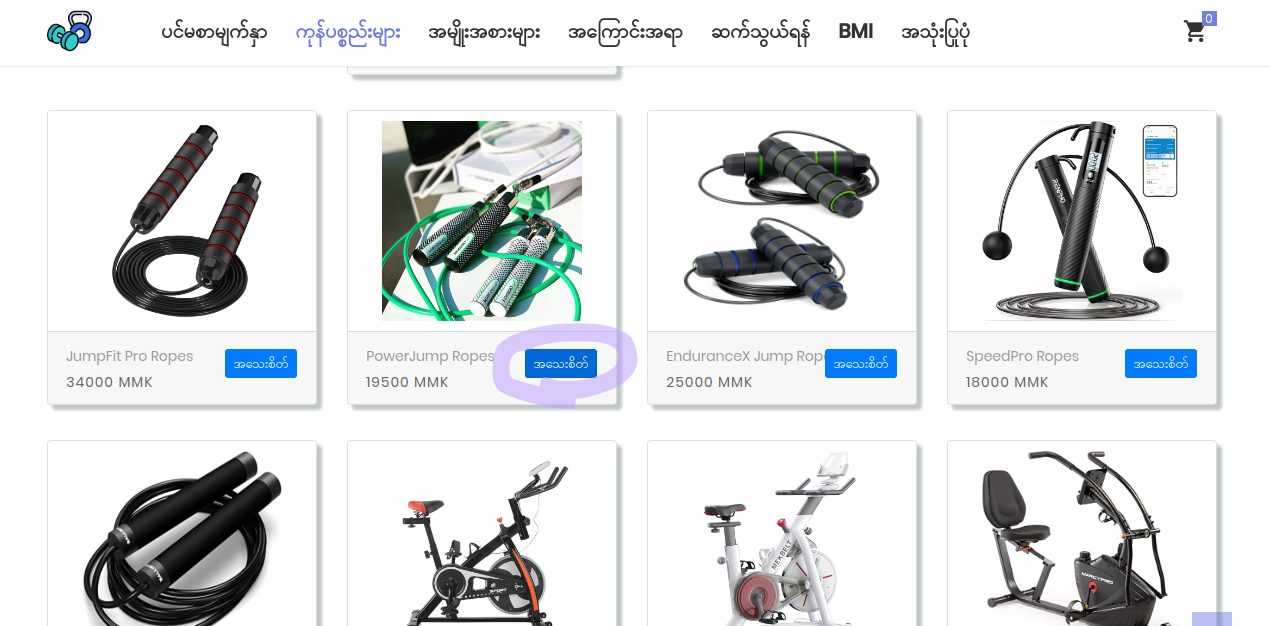 ပင်မစာမျက်နှာ ကုန်ပစ္စည်းများ အမျိုးအစားများ အကြောင်းအရာ ဆက်သွယ်ရန် BMI အသုံးပြုပုံ 0
JumpFit Pro Ropes အသေးစိတ်
34000 MMK
PowerJump Ropes အသေးစိတ်
19500 MMK
EnduranceX Jump Rope အသေးစိတ်
25000 MMK
SpeedPro Ropes အသေးစိတ်
18000 MMK
MARCYPRO